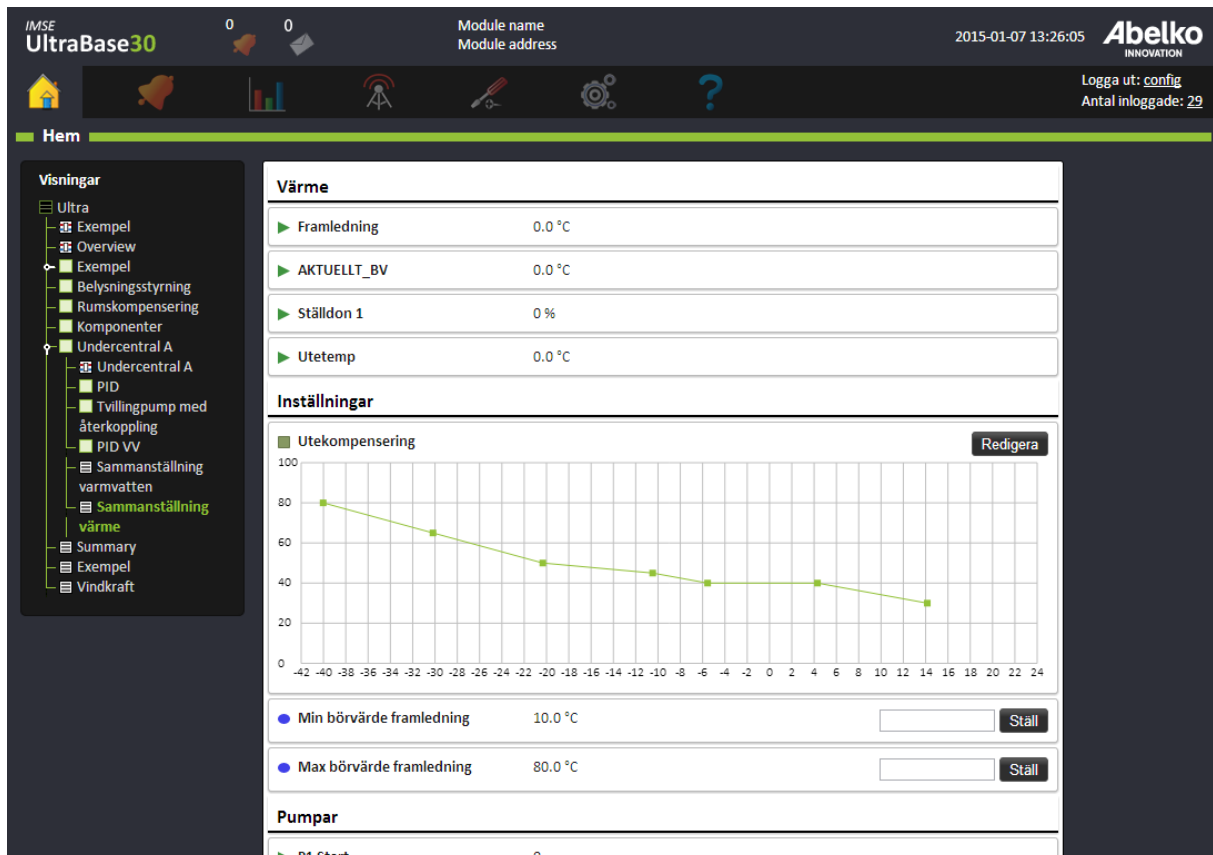 IMSE
UltraBase30
0
0
Module name
Module address
2015-01-07 13:26:05
Abelko
INNOVATION
?
Logga ut: config
Antal inloggade: 29
Hem
Visningar
Ultra
Exempel
Overview
Exempel
Belysningsstyrning
Rumskompensering
Komponenter
Undercentral A
Undercentral A
PID
Tvillingpump med
återkoppling
PID VV
Sammanställning
varmvatten
Sammanställning
värme
Summary
Exempel
Vindkraft
Värme
Framledning 0.0 °C
AKTUELLT_BV 0.0 °C
Ställdon 1 0 %
Utetemp 0.0 °C
Inställningar
Utekompensering Redigera
100
80
60
40
20
0
-42 -40 -38 -36 -34 -32 -30 -28 -26 -24 -22 -20 -18 -16 -14 -12 -10 -8 -6 -4 -2 0 2 4 6 8 10 12 14 16 18 20 22 24
Min börvärde framledning 10.0 °C Ställ
Max börvärde framledning 80.0 °C Ställ
Pumpar
P1 Start 0